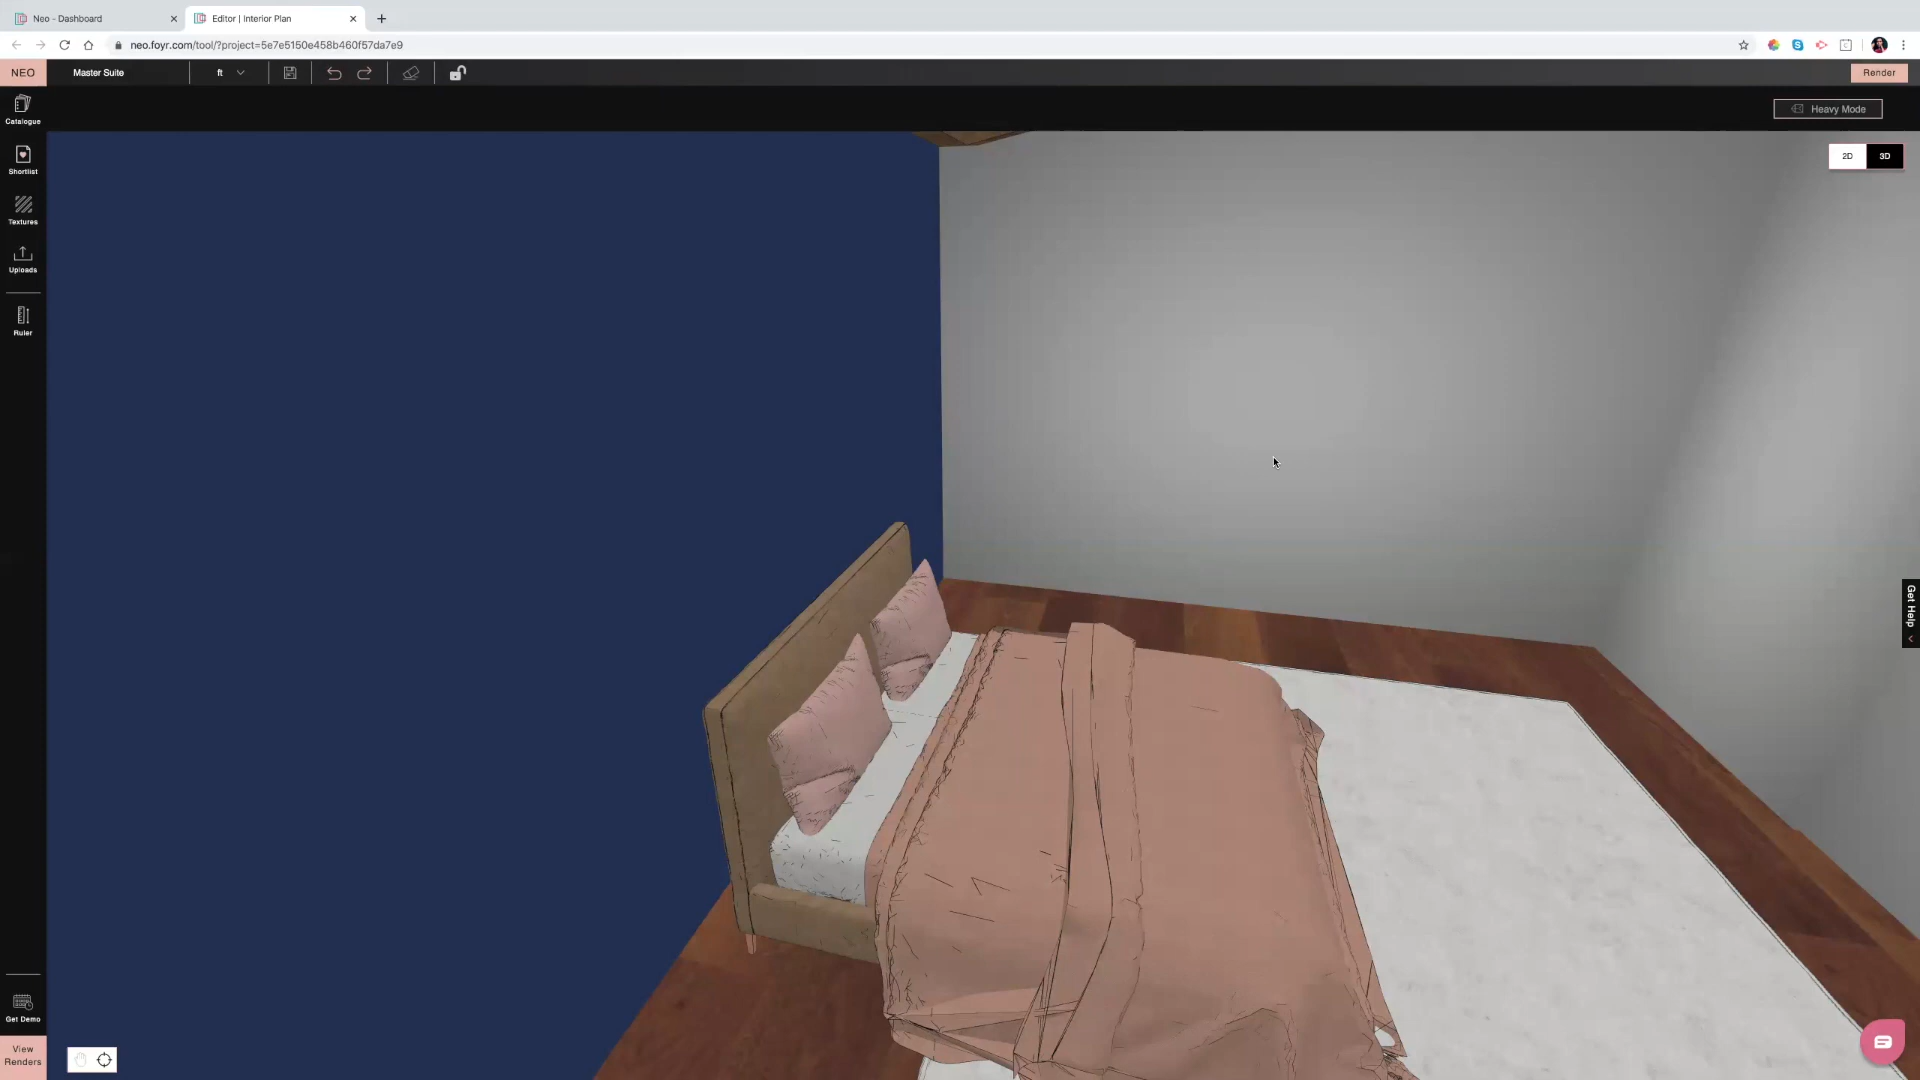 Neo - Dashboard
Editor | Interior Plan
neo.foyr.com/tool/?project=5e7e5150e458b460f57da7e9
NEO
Master Suite
ft
Render
Catalogue
Heavy Mode
2D
3D
Shortlist
Textures
Uploads
Ruler
Get Help
Get Demo
View
Renders